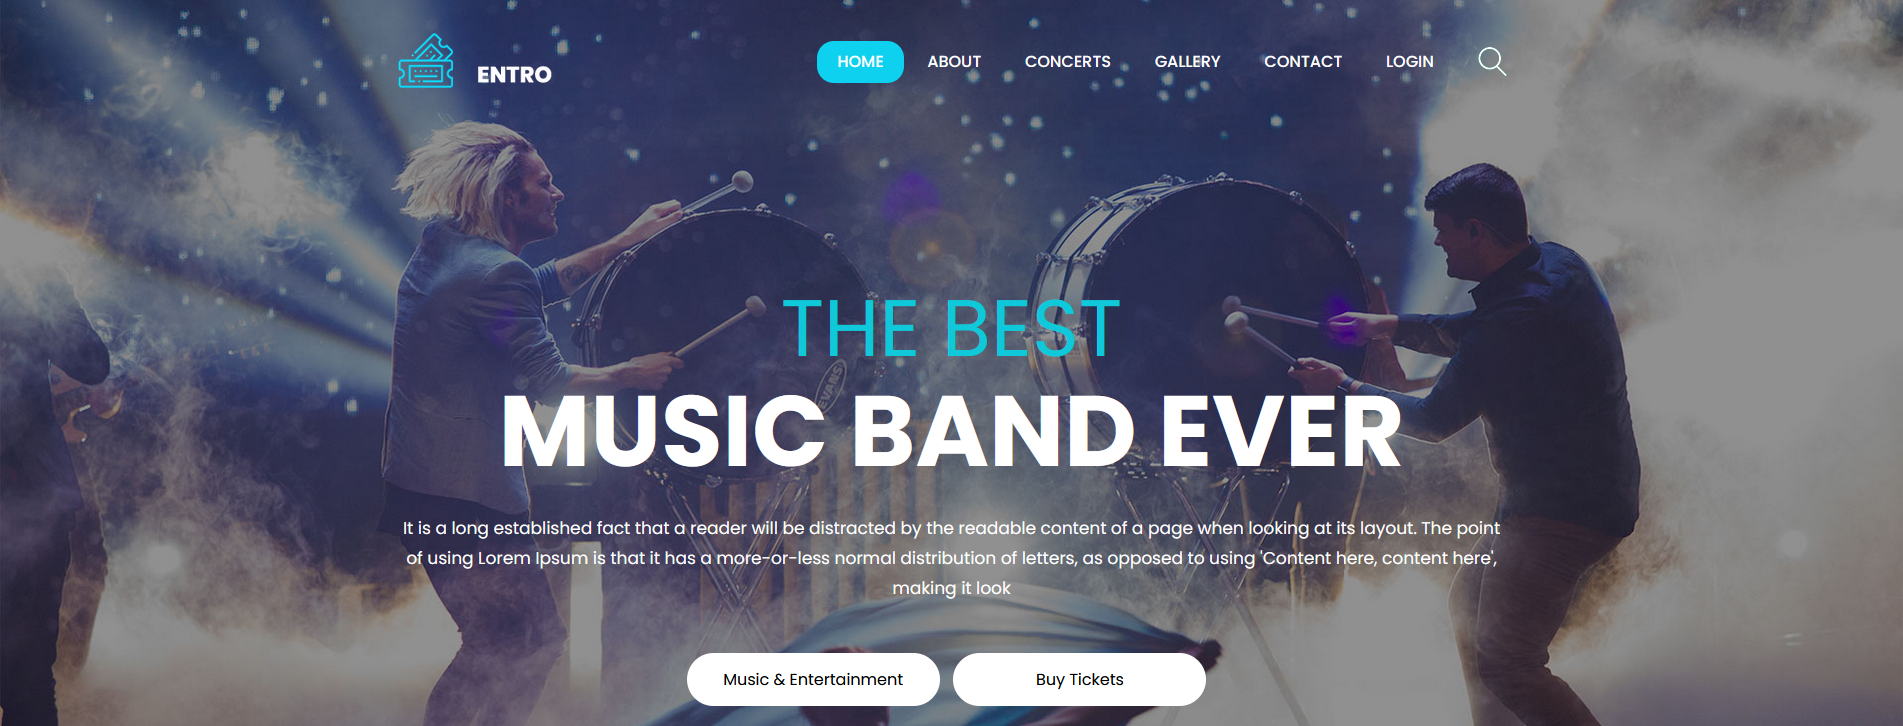 ENTRO
HOME ABOUT CONCERTS GALLERY CONTACT LOGIN
THE BEST
MUSIC BAND EVER
EVANS
It is a long established fact that a reader will be distracted by the readable content of a page when looking at its layout. The point
of using Lorem Ipsum is that it has a more-or-less normal distribution of letters, as opposed to using 'Content here, content here',
making it look
Music & Entertainment
Buy Tickets